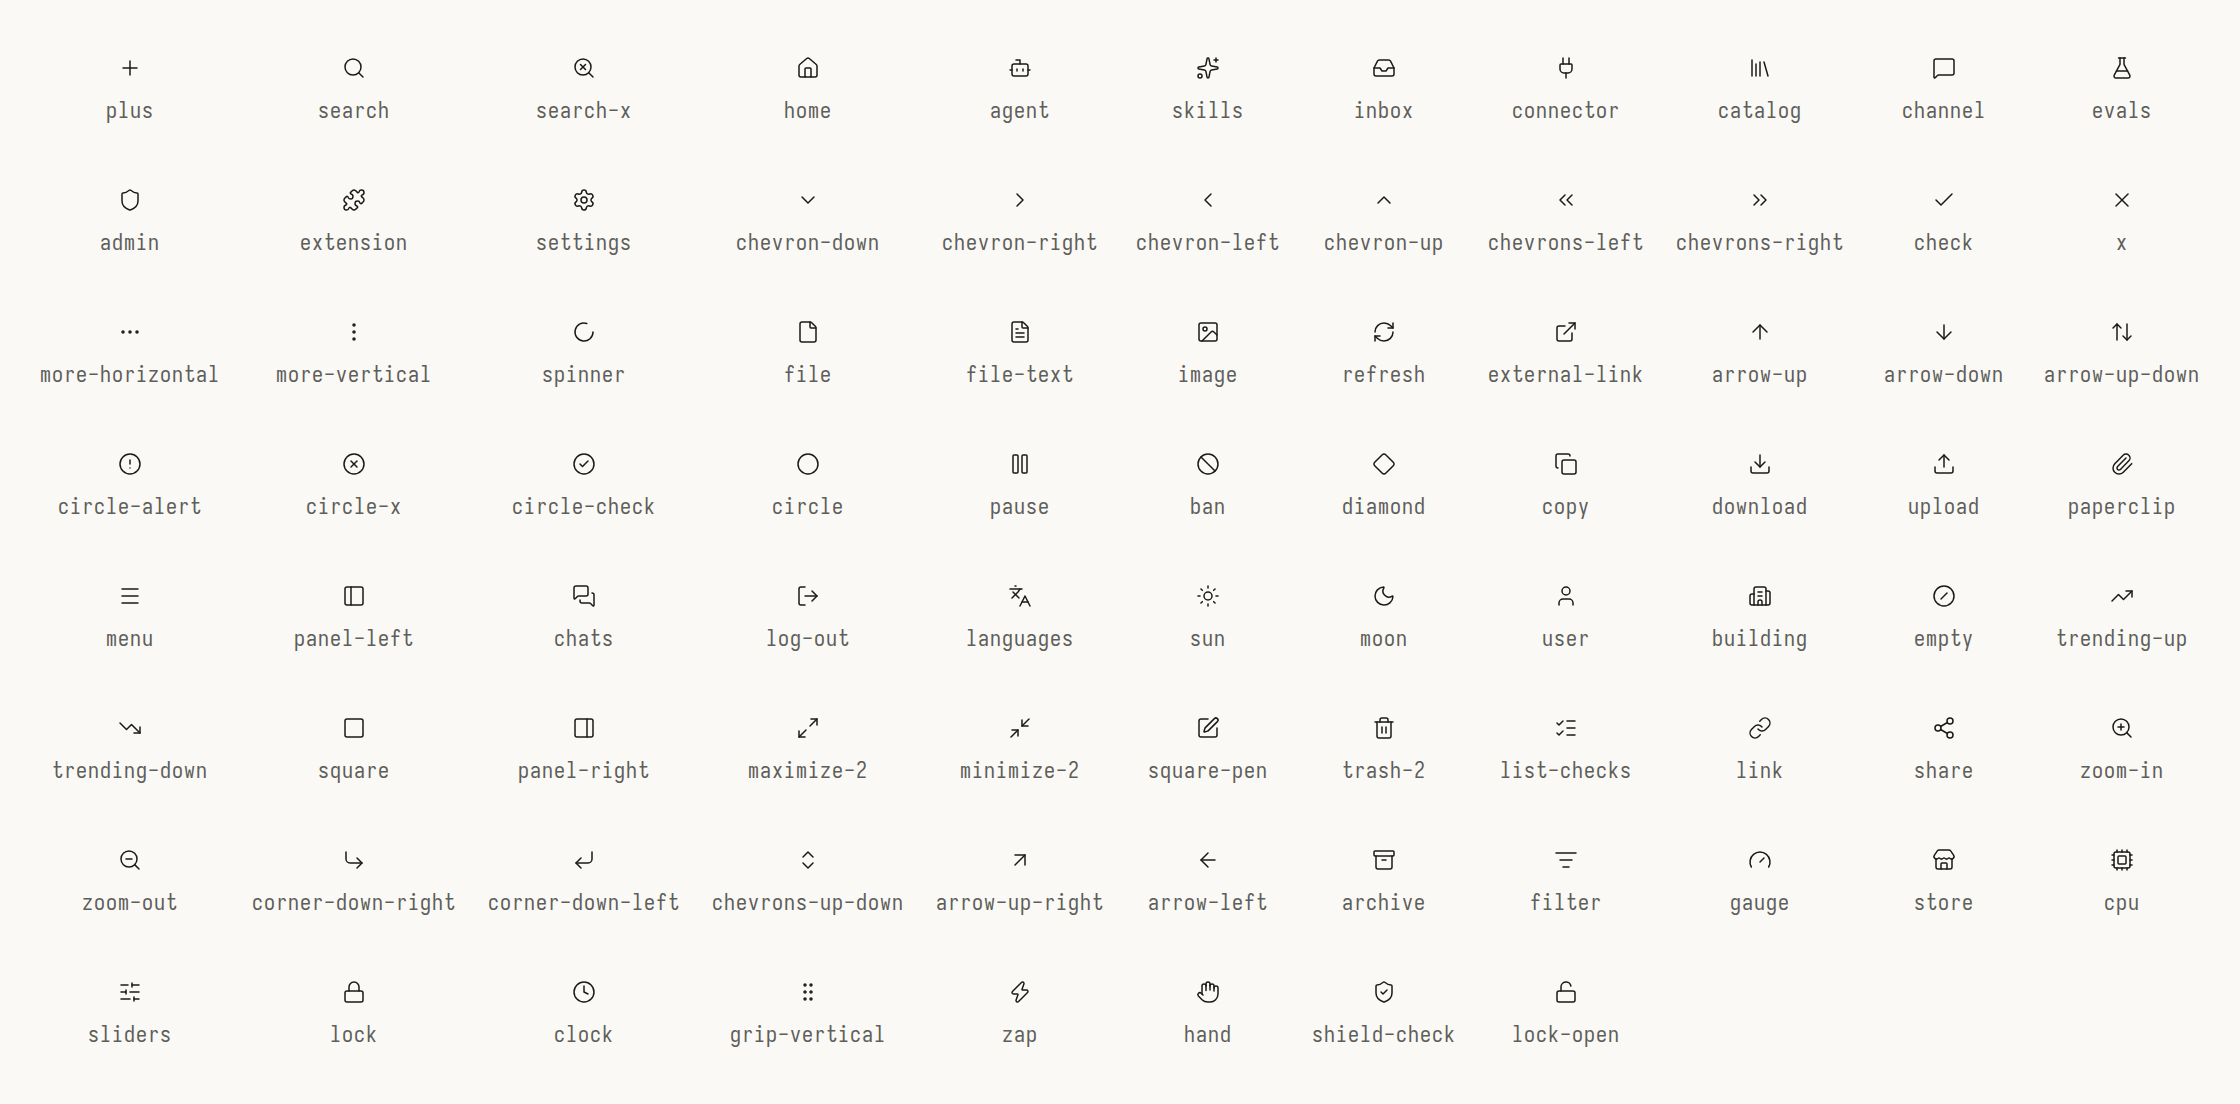 plus search search-x home agent skills inbox connector catalog channel evals
admin extension settings chevron-down chevron-right chevron-left chevron-up chevrons-left chevrons-right check x
more-horizontal more-vertical spinner file file-text image refresh external-link arrow-up arrow-down arrow-up-down
circle-alert circle-x circle-check circle pause ban diamond copy download upload paperclip
menu panel-left chats log-out languages sun moon user building empty trending-up
trending-down square panel-right maximize-2 minimize-2 square-pen trash-2 list-checks link share zoom-in
zoom-out corner-down-right corner-down-left chevrons-up-down arrow-up-right arrow-left archive filter gauge store cpu
sliders lock clock grip-vertical zap hand shield-check lock-open